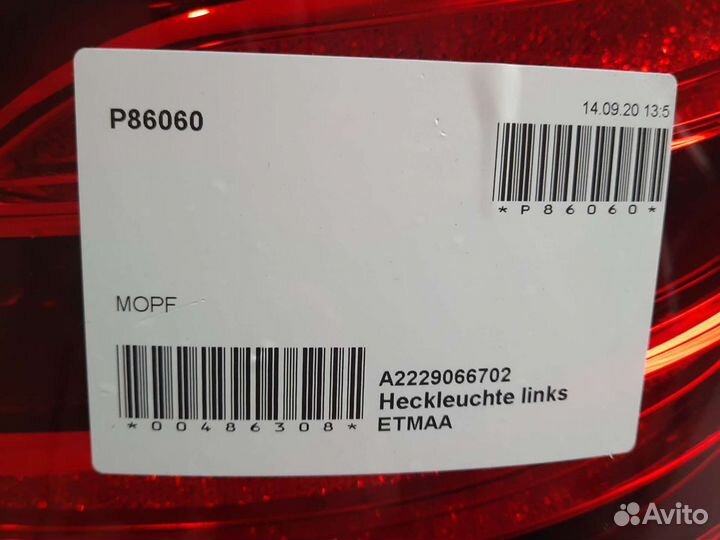 P86060
14.09.20 13:5
*P86060*
MOPF
*00486308*
A2229066702
Heckleuchte links
ETMAA
Avito